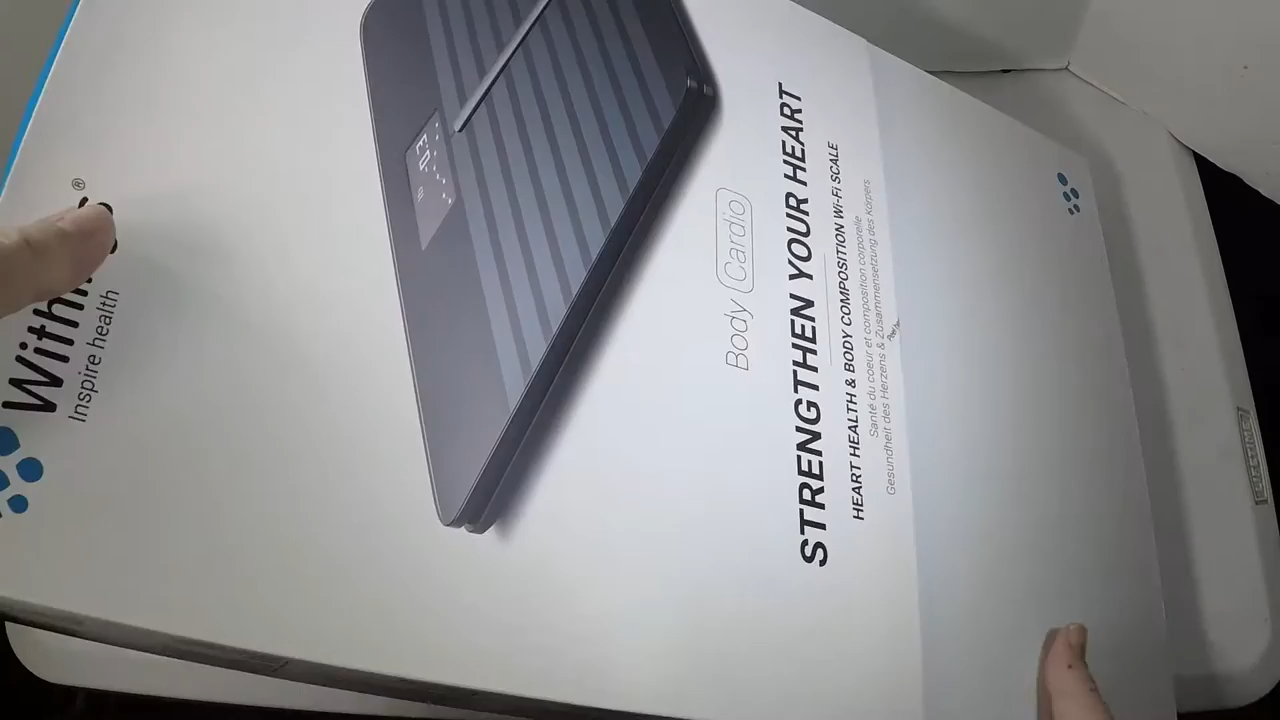 Inspire health
Body Cardio
STRENGTHEN YOUR HEART
HEART HEALTH & BODY COMPOSITION Wi-Fi SCALE
Santé du coeur et composition corporelle
Gesundheit des Herzens & Zusammensetzung des Körpers